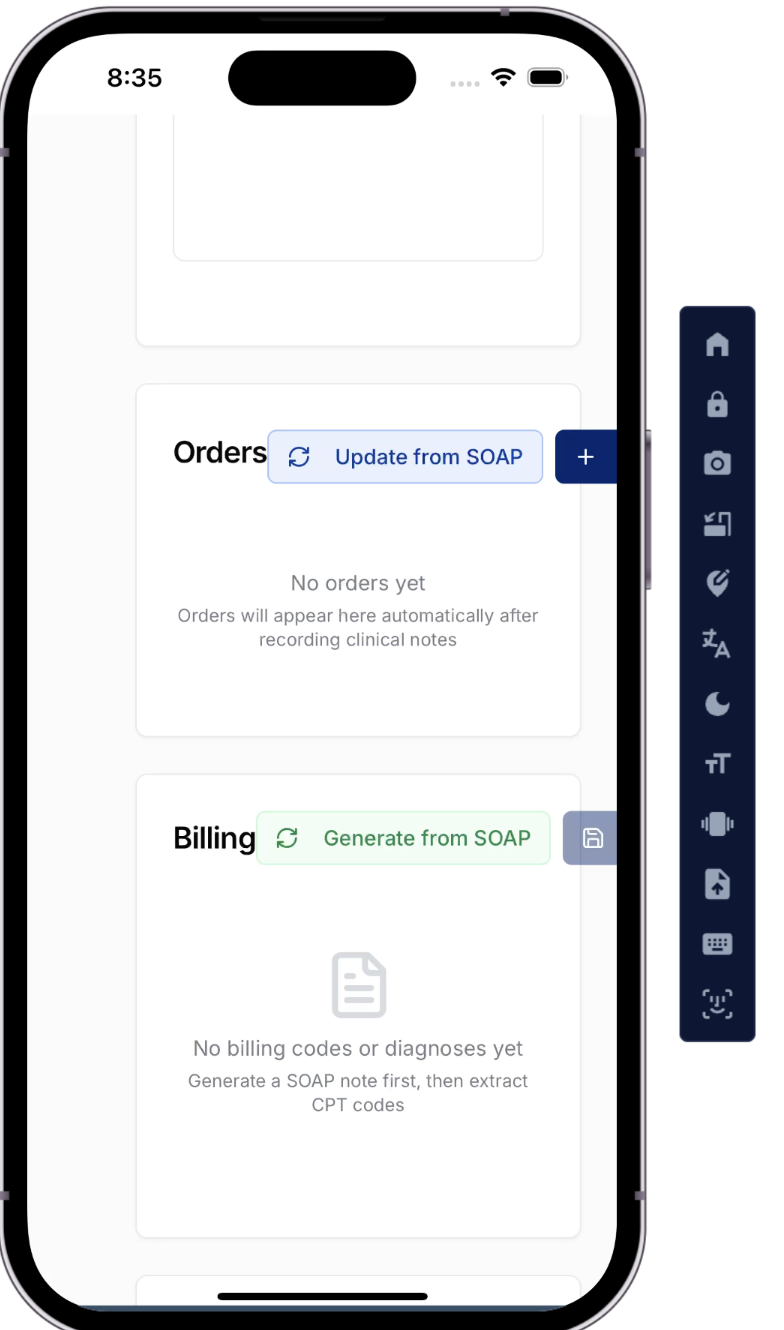 8:35
Orders
Update from SOAP
No orders yet
Orders will appear here automatically after
recording clinical notes
Billing
Generate from SOAP
No billing codes or diagnoses yet
Generate a SOAP note first, then extract
CPT codes